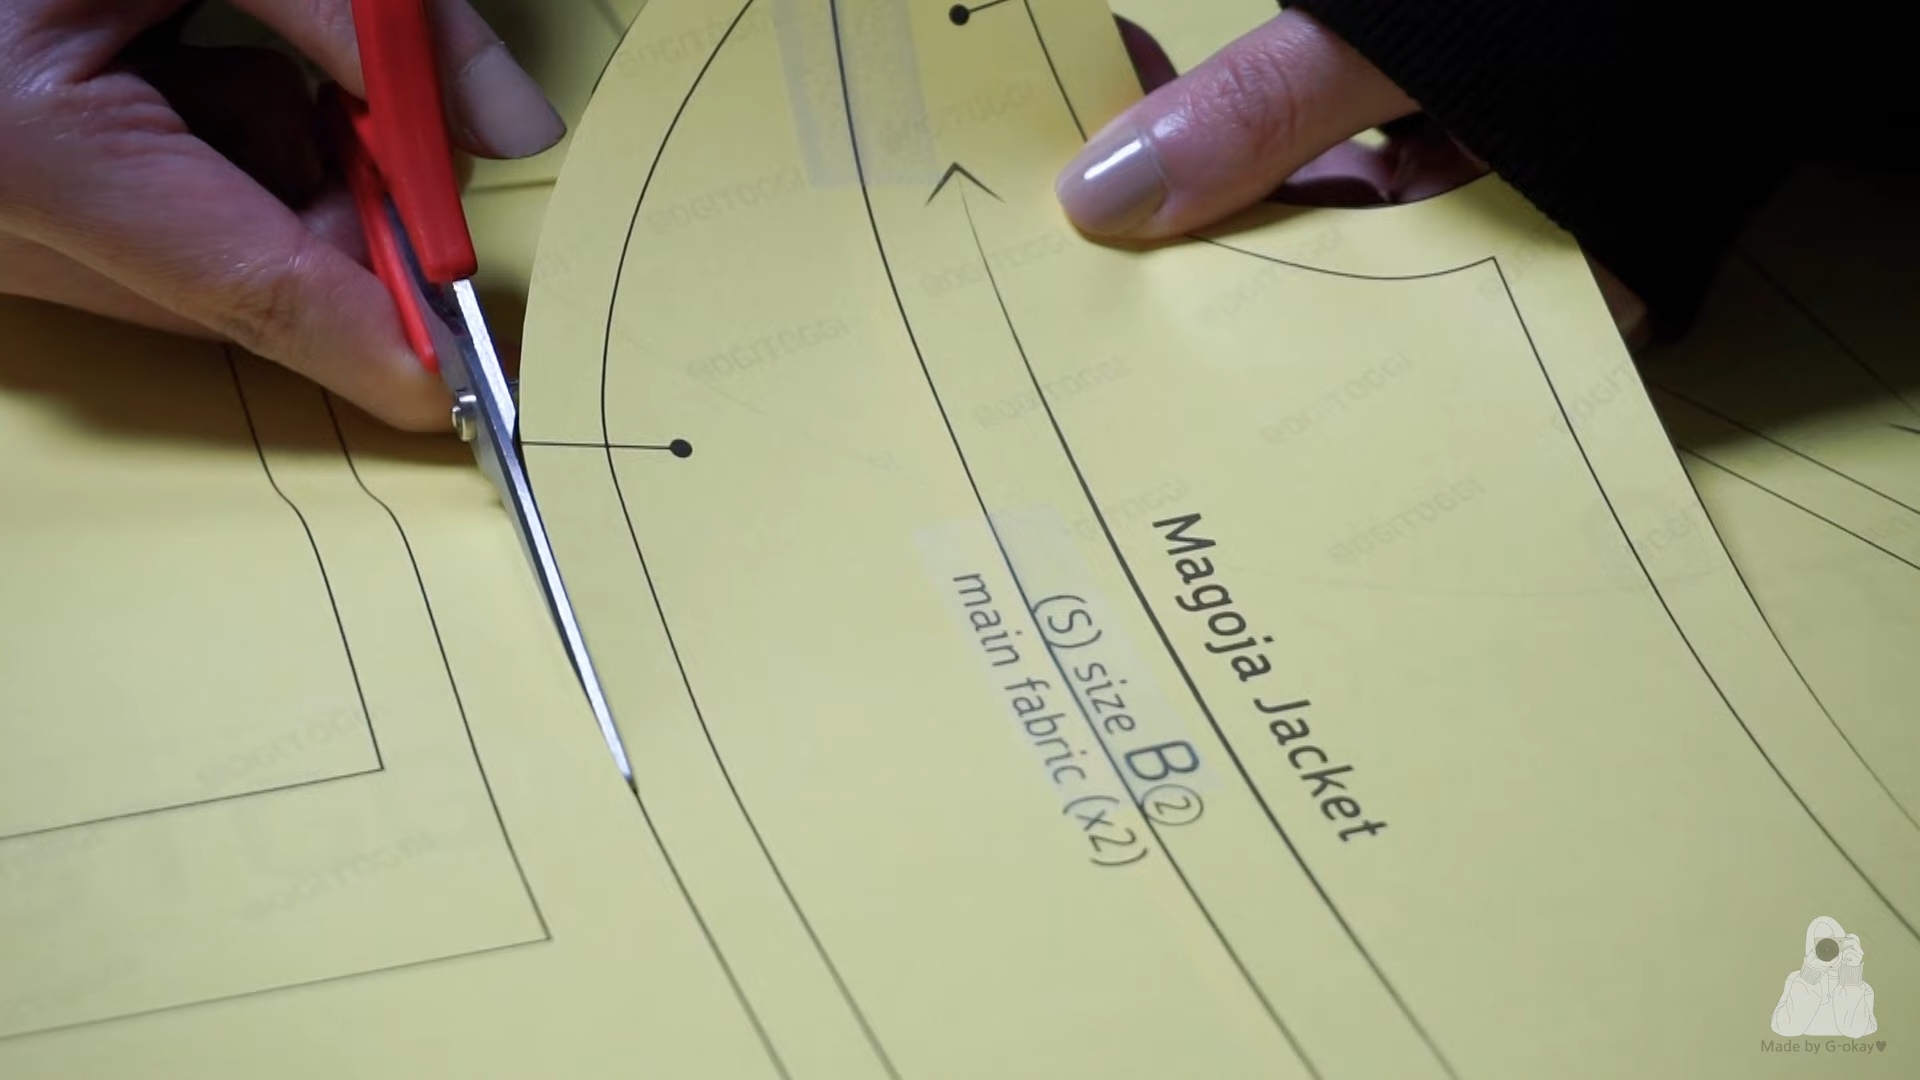 Magoja Jacket
(S) size B②
main fabric (x2)
Made by G-okay♥